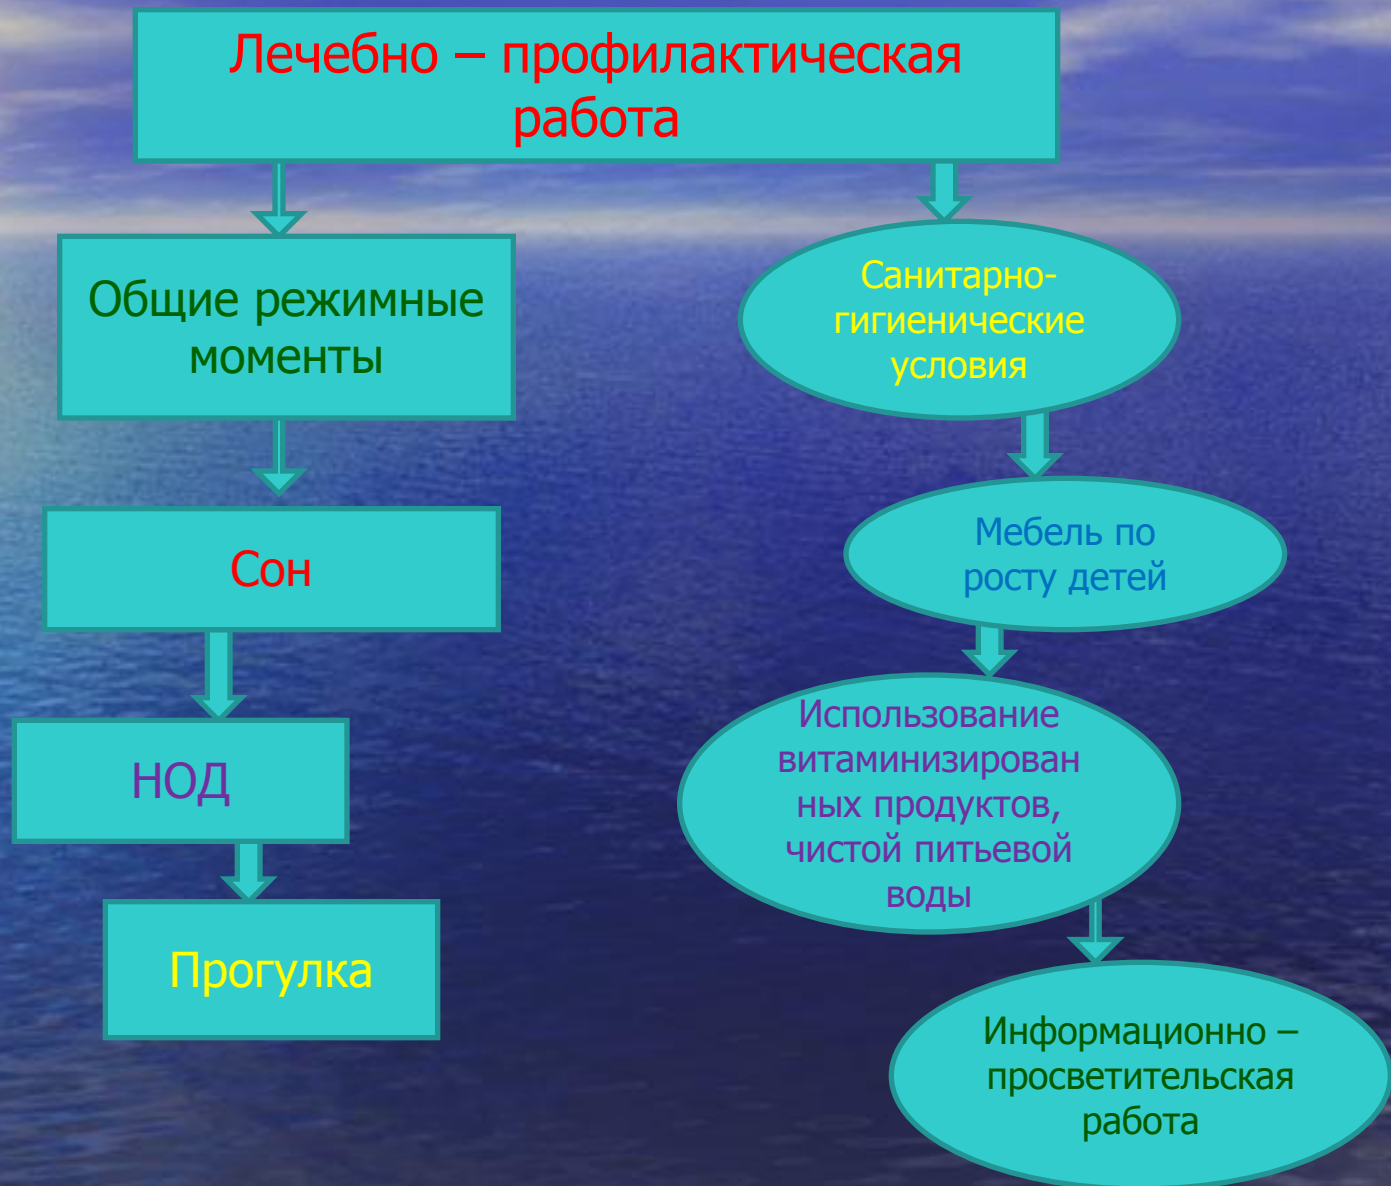 Лечебно – профилактическая
работа
Общие режимные
моменты
Сон
НОД
Прогулка
Санитарно-
гигиенические
условия
Мебель по
росту детей
Использование
витаминизирован
ных продуктов,
чистой питьевой
воды
Информационно –
просветительская
работа